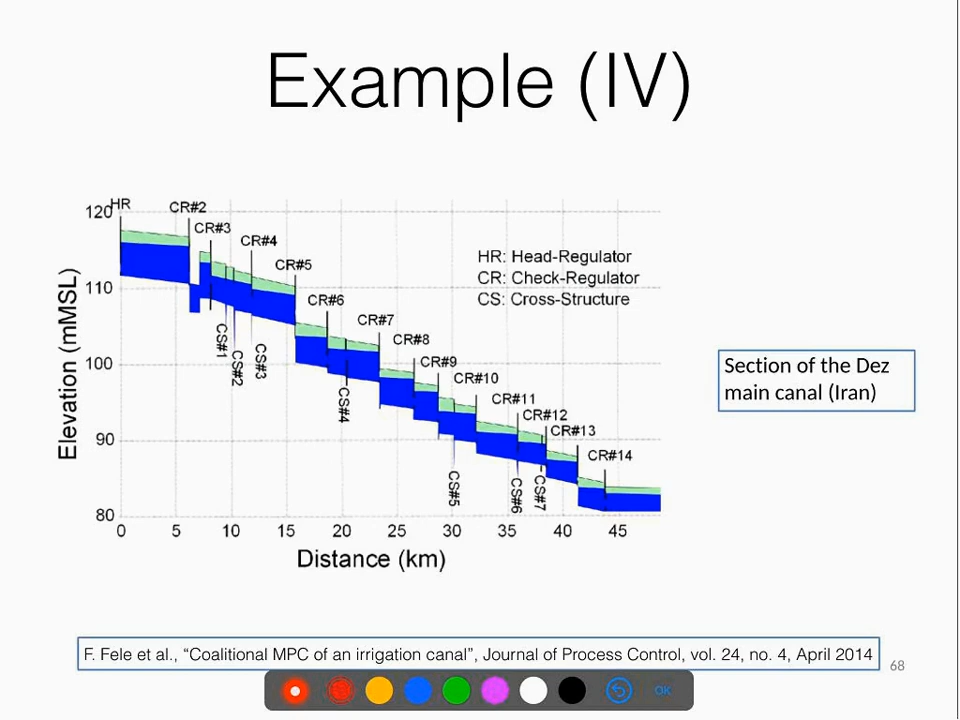 Example (IV)
120
HR
CR#2
CR#3
CR#4
CR#5
CR#6
CR#7
CR#8
CR#9
CR#10
CR#11
CR#12
CR#13
CR#14
HR: Head-Regulator
CR: Check-Regulator
CS: Cross-Structure
110
100
90
80
Elevation (mMSL)
CS#1
CS#2
CS#3
CS#4
CS#5
CS#6
CS#7
0 5 10 15 20 25 30 35 40 45
Distance (km)
Section of the Dez
main canal (Iran)
F. Fele et al., “Coalitional MPC of an irrigation canal”, Journal of Process Control, vol. 24, no. 4, April 2014
68
OK